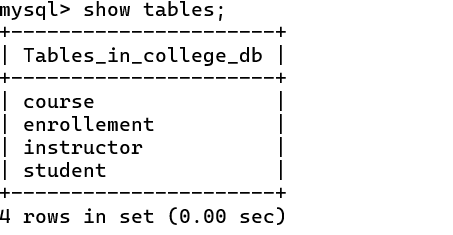 mysql> show tables;
+----------------------+
| Tables_in_college_db |
+----------------------+
| course               |
| enrollement          |
| instructor           |
| student              |
+----------------------+
4 rows in set (0.00 sec)